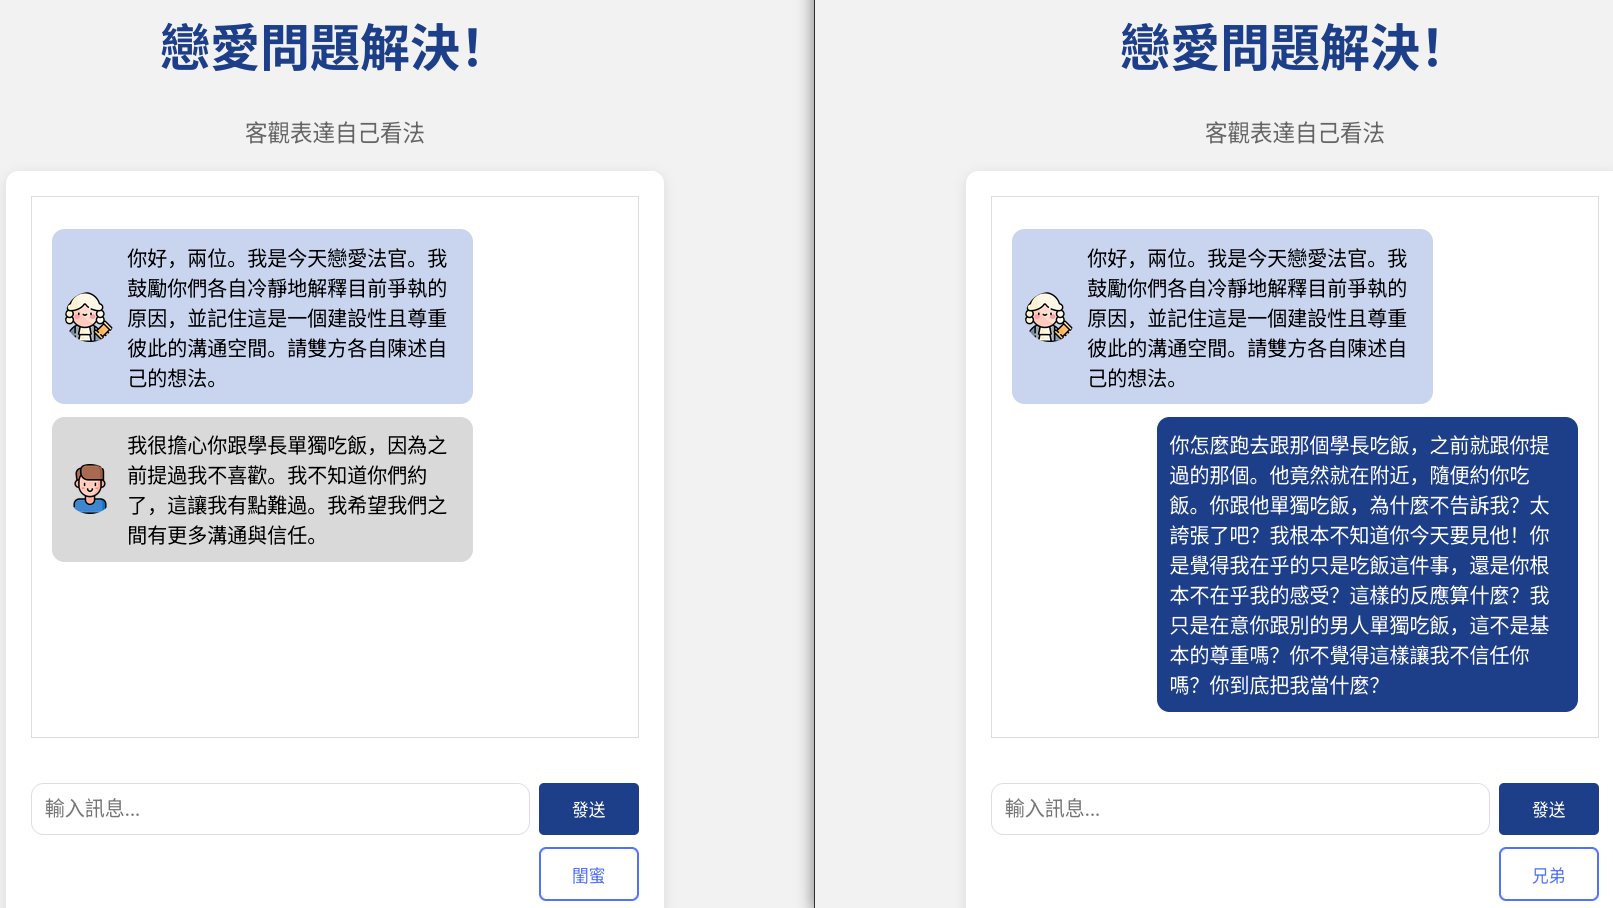 戀愛問題解決！
客觀表達自己看法
你好，兩位。我是今天戀愛法官。我
鼓勵你們各自冷靜地解釋目前爭執的
原因，並記住這是一個建設性且尊重
彼此的溝通空間。請雙方各自陳述自
己的想法。
我很擔心你跟學長單獨吃飯，因為之
前提過我不喜歡。我不知道你們約
了，這讓我有點難過。我希望我們之
間有更多溝通與信任。
輸入訊息...
發送
閨蜜
戀愛問題解決！
客觀表達自己看法
你好，兩位。我是今天戀愛法官。我
鼓勵你們各自冷靜地解釋目前爭執的
原因，並記住這是一個建設性且尊重
彼此的溝通空間。請雙方各自陳述自
己的想法。
你怎麼跑去跟那個學長吃飯，之前就跟你提
過的那個。他竟然就在附近，隨便約你吃
飯。你跟他單獨吃飯，為什麼不告訴我？太
誇張了吧？我根本不知道你今天要見他！你
是覺得我在乎的只是吃飯這件事，還是你根
本不在乎我的感受？這樣的反應算什麼？我
只是在意你跟別的男人單獨吃飯，這不是基
本的尊重嗎？你不覺得這樣讓我不信任你
嗎？你到底把我當什麼？
輸入訊息...
發送
兄弟